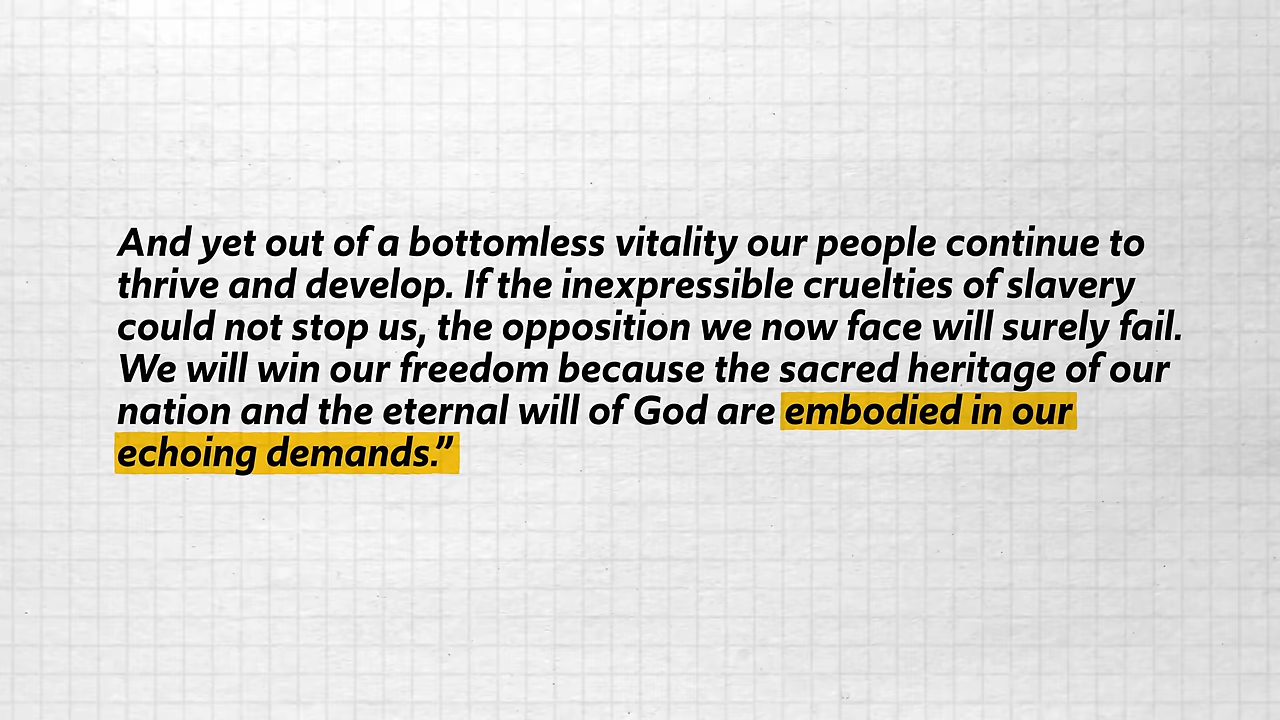 And yet out of a bottomless vitality our people continue to
thrive and develop. If the inexpressible cruelties of slavery
could not stop us, the opposition we now face will surely fail.
We will win our freedom because the sacred heritage of our
nation and the eternal will of God are embodied in our
echoing demands.”